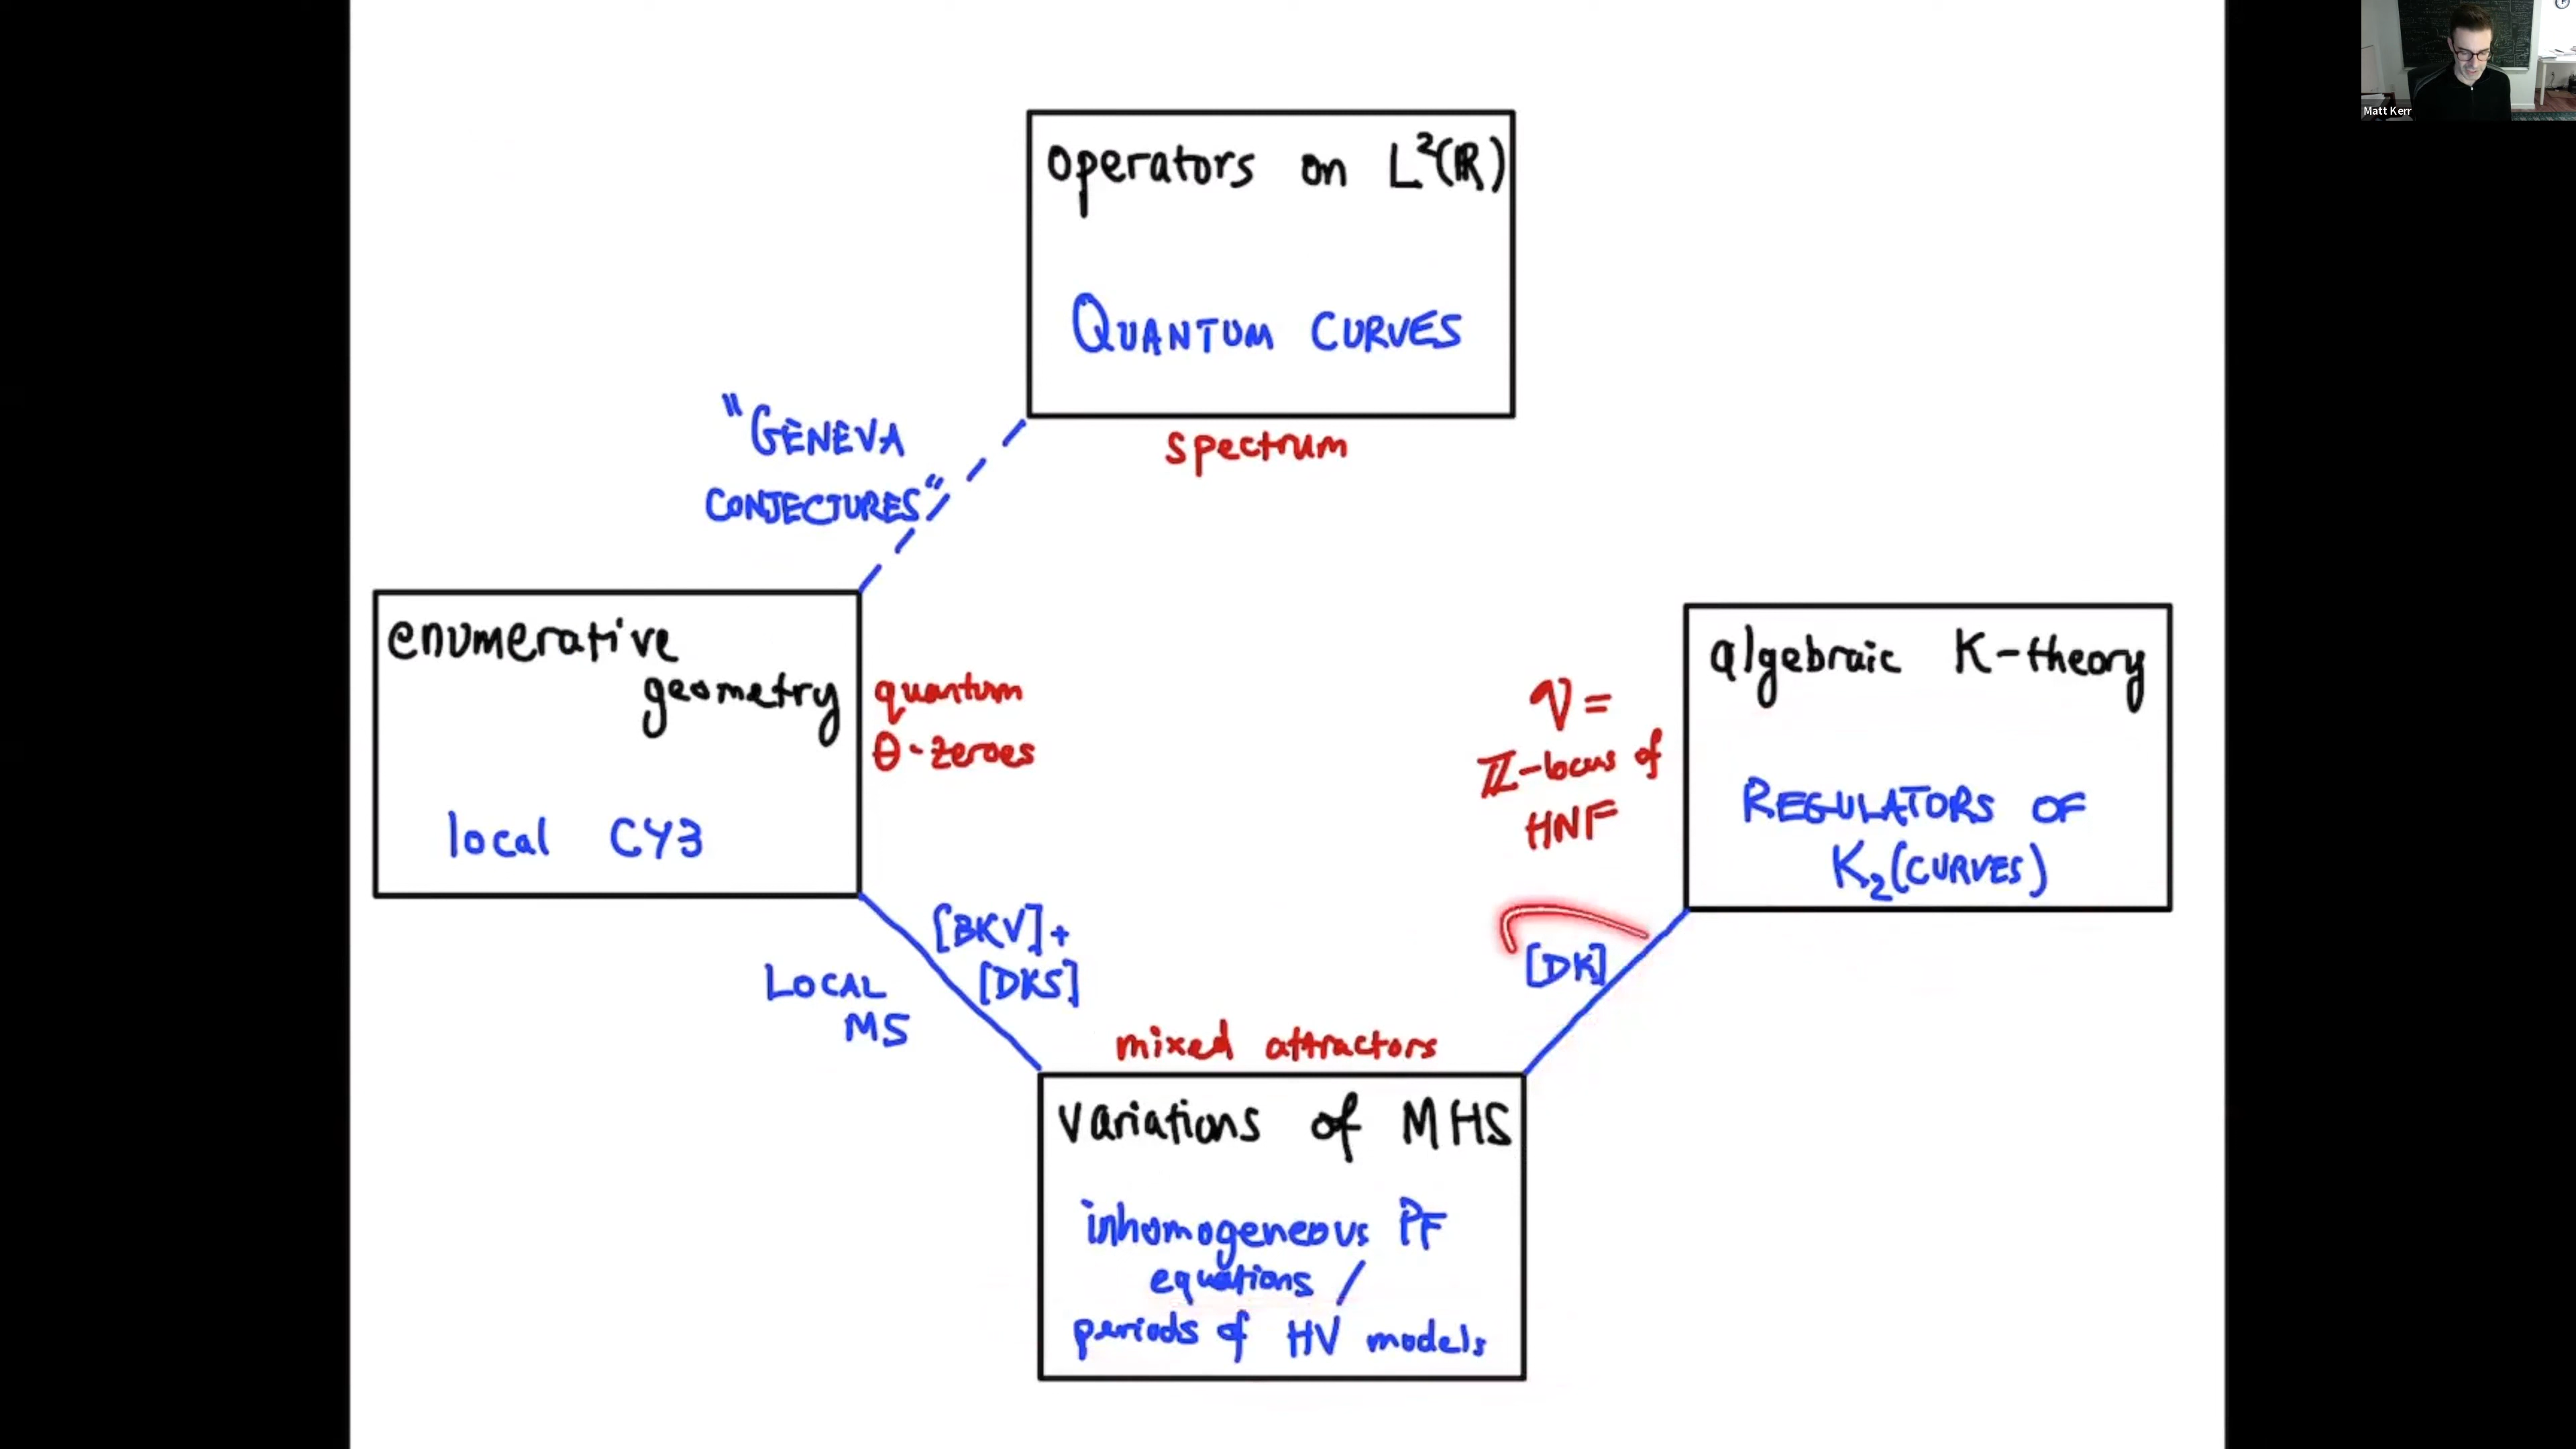 Matt Kerr
operators on L²(ℝ)
QUANTUM CURVES
spectrum
"GENEVA
CONJECTURES"
enumerative
geometry
local CY3
quantum
θ-zeroes
𝒱 =
ℤ-locus of
HNF
algebraic K-theory
REGULATORS OF
K₂(CURVES)
[BKV]+
[DKS]
LOCAL
MS
[DK]
mixed attractors
variations of MHS
inhomogeneous PF
equations /
periods of HV models